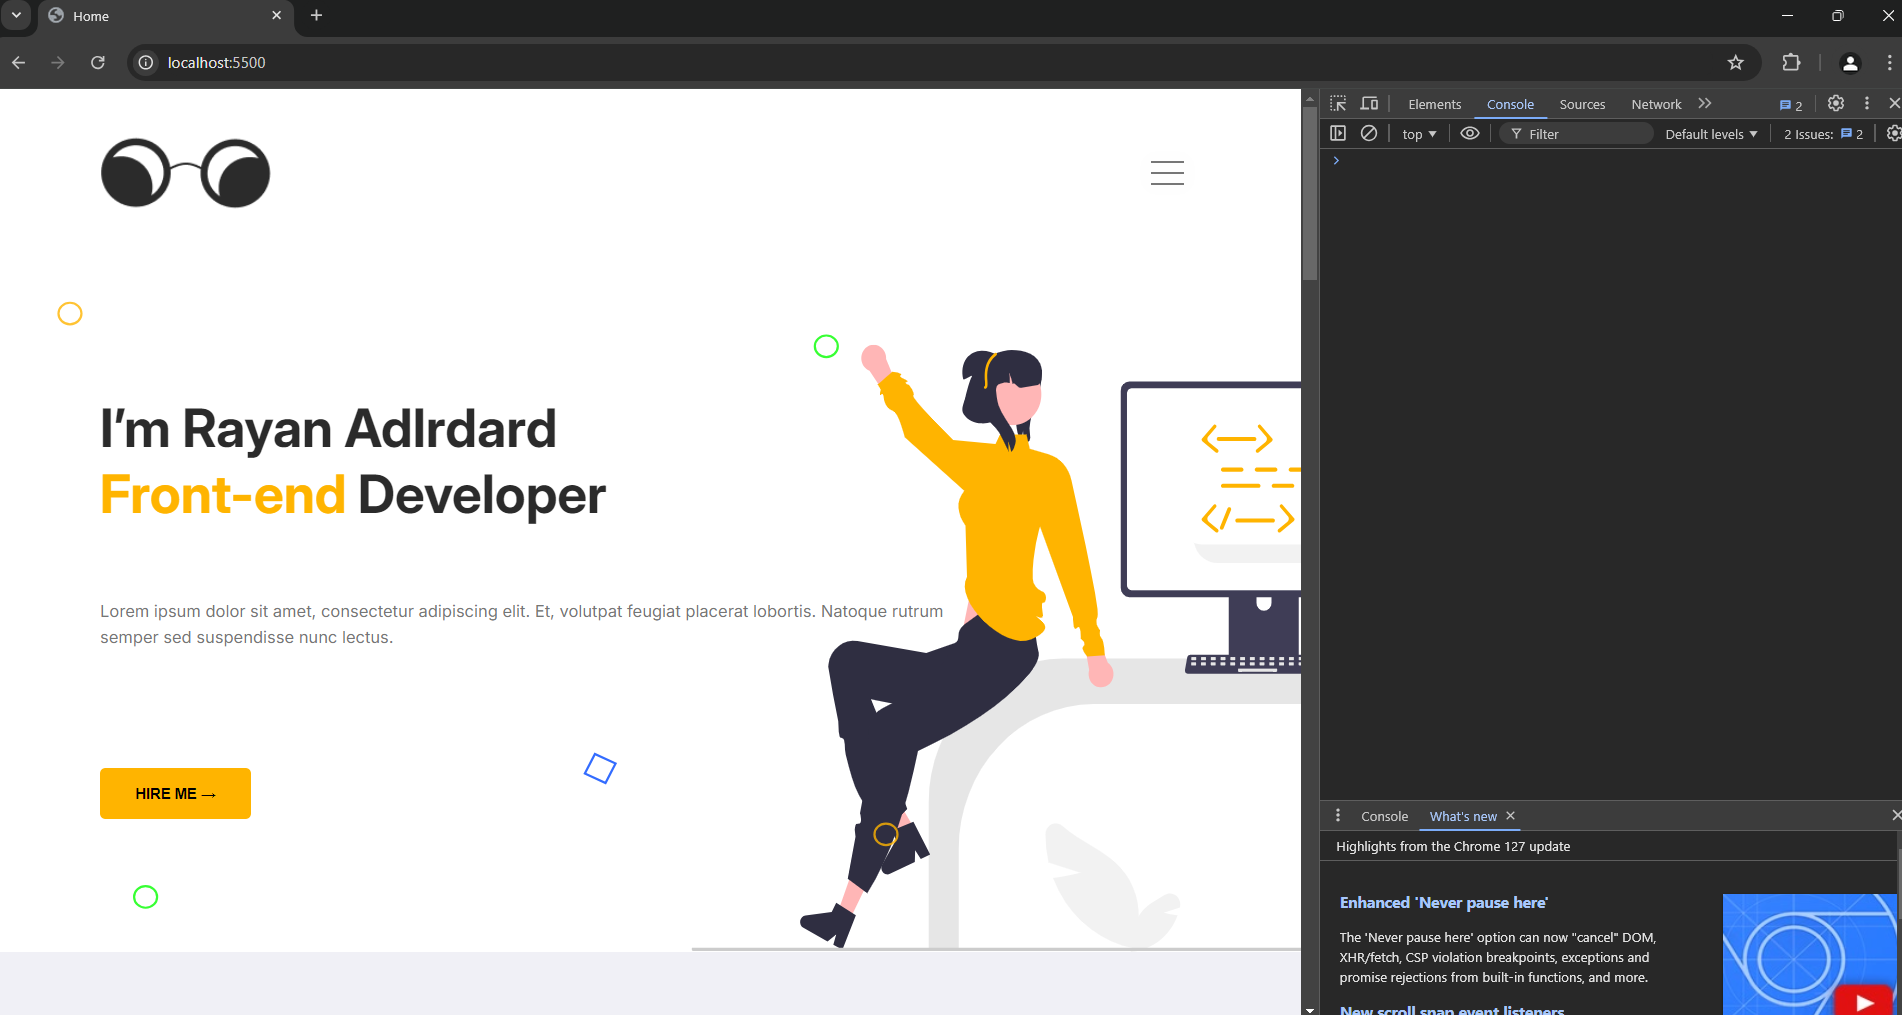 Home
localhost:5500
Elements
Console
Sources
Network
2
top
Filter
Default levels
2 Issues:
2
I'm Rayan Adlrdard
Front-end Developer
Lorem ipsum dolor sit amet, consectetur adipiscing elit. Et, volutpat feugiat placerat lobortis. Natoque rutrum
semper sed suspendisse nunc lectus.
HIRE ME →
Console
What's new
Highlights from the Chrome 127 update
Enhanced 'Never pause here'
The 'Never pause here' option can now "cancel" DOM,
XHR/fetch, CSP violation breakpoints, exceptions and
promise rejections from built-in functions, and more.
New scroll snap event listeners